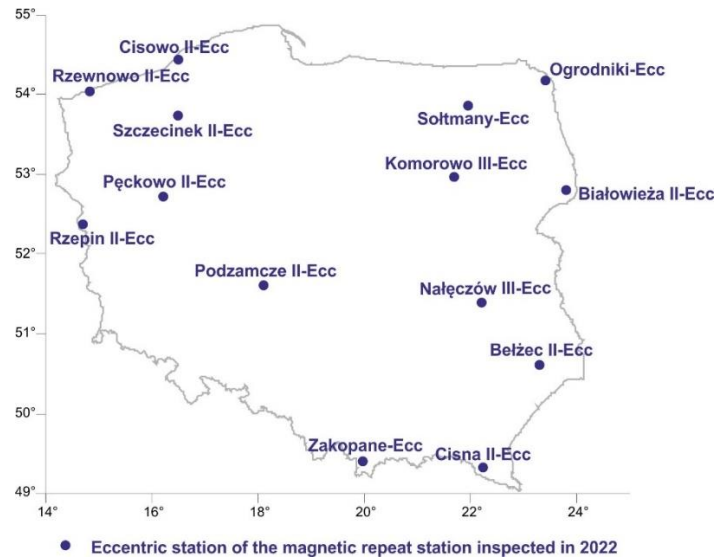 55°
Cisowo II-Ecc
Rzewnowo II-Ecc
Ogrodniki-Ecc
54°
Szczecinek II-Ecc
Sołtmany-Ecc
53°
Komorowo III-Ecc
Pęckowo II-Ecc
Białowieża II-Ecc
Rzepin II-Ecc
52°
Podzamcze II-Ecc
Nałęczów III-Ecc
51°
Bełżec II-Ecc
50°
Zakopane-Ecc
Cisna II-Ecc
49°
14° 16° 18° 20° 22° 24°
Eccentric station of the magnetic repeat station inspected in 2022